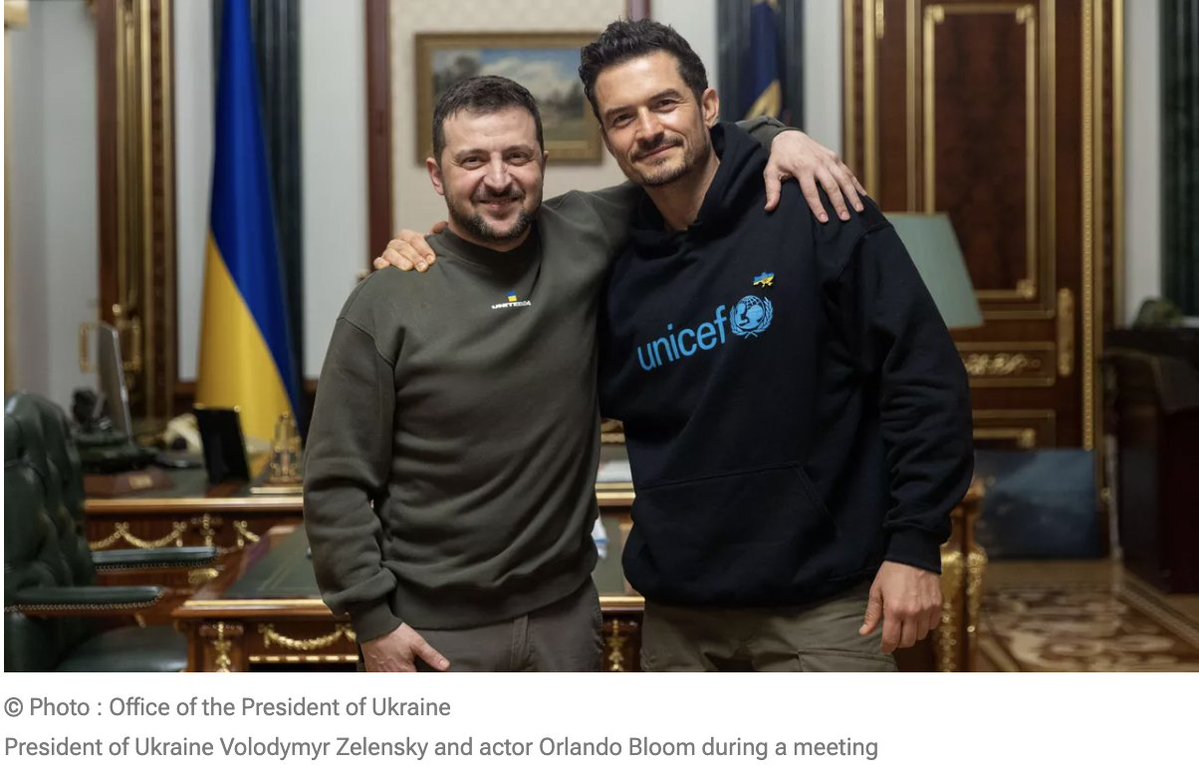 UNITED24
unicef
© Photo : Office of the President of Ukraine
President of Ukraine Volodymyr Zelensky and actor Orlando Bloom during a meeting